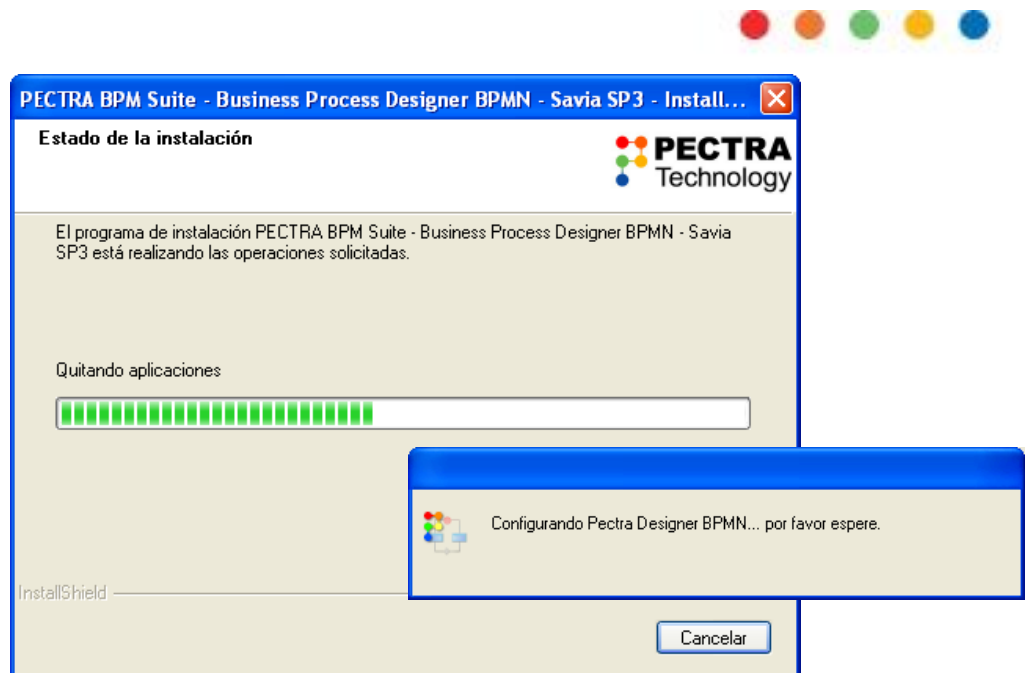 PECTRA BPM Suite - Business Process Designer BPMN - Savia SP3 - Install...
Estado de la instalación
PECTRA
Technology
El programa de instalación PECTRA BPM Suite - Business Process Designer BPMN - Savia
SP3 está realizando las operaciones solicitadas.
Quitando aplicaciones
Configurando Pectra Designer BPMN... por favor espere.
InstallShield
Cancelar